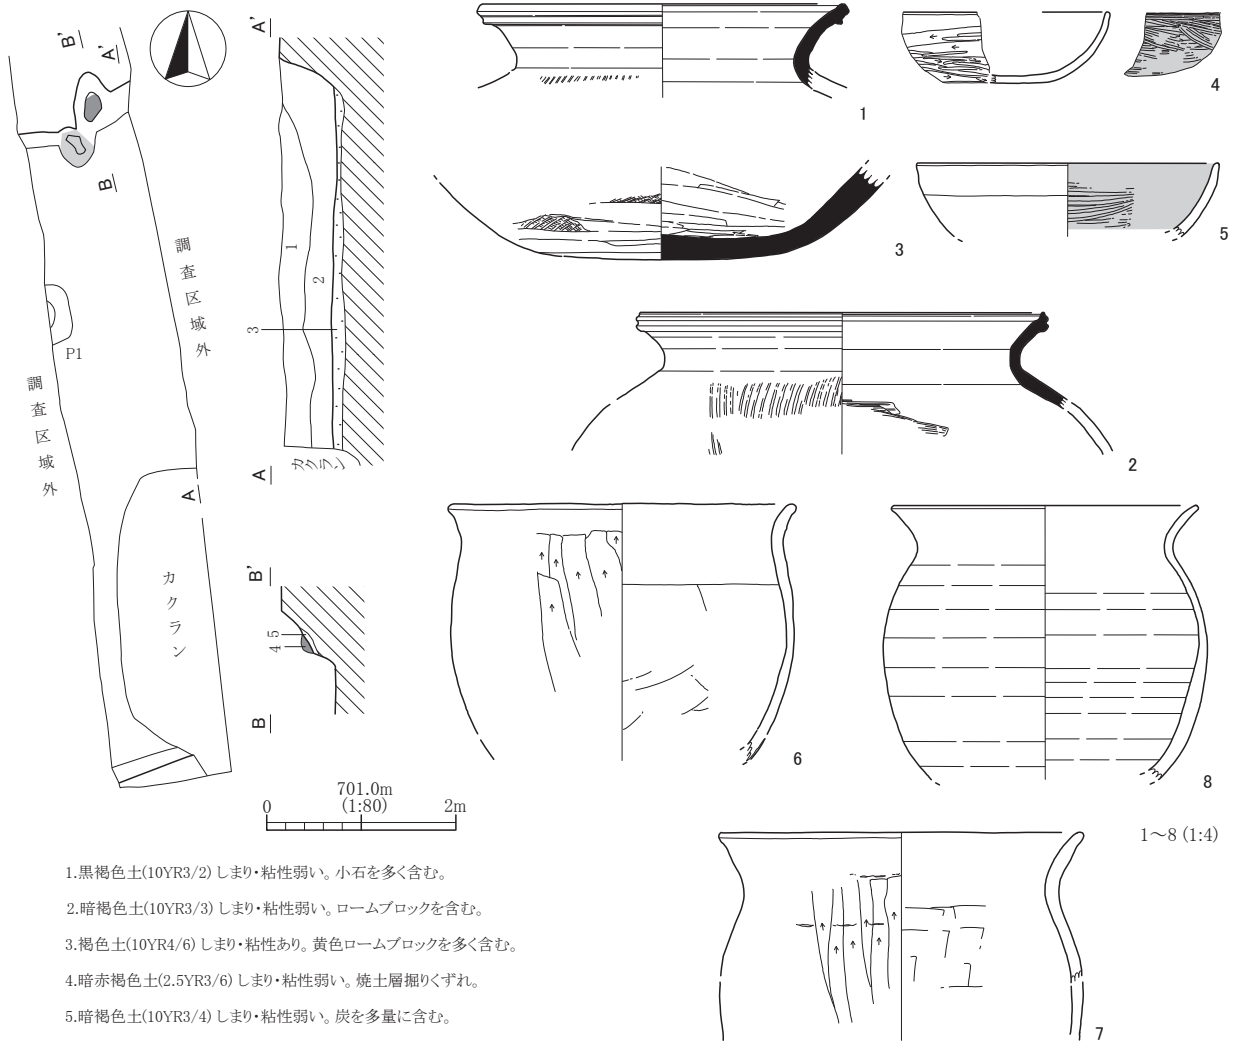 B'
A'
B
調査区域外
P1
調査区域外
A
カクラン
A'
1
2
3
カクラン
A
B'
5
4
B
701.0m
0 (1:80) 2m
1
4
3
5
2
6
8
7
1～8 (1:4)
1.黒褐色土(10YR3/2) しまり・粘性弱い。小石を多く含む。
2.暗褐色土(10YR3/3) しまり・粘性弱い。ロームブロックを含む。
3.褐色土(10YR4/6) しまり・粘性あり。黄色ロームブロックを多く含む。
4.暗赤褐色土(2.5YR3/6) しまり・粘性弱い。焼土層掘りくずれ。
5.暗褐色土(10YR3/4) しまり・粘性弱い。炭を多量に含む。